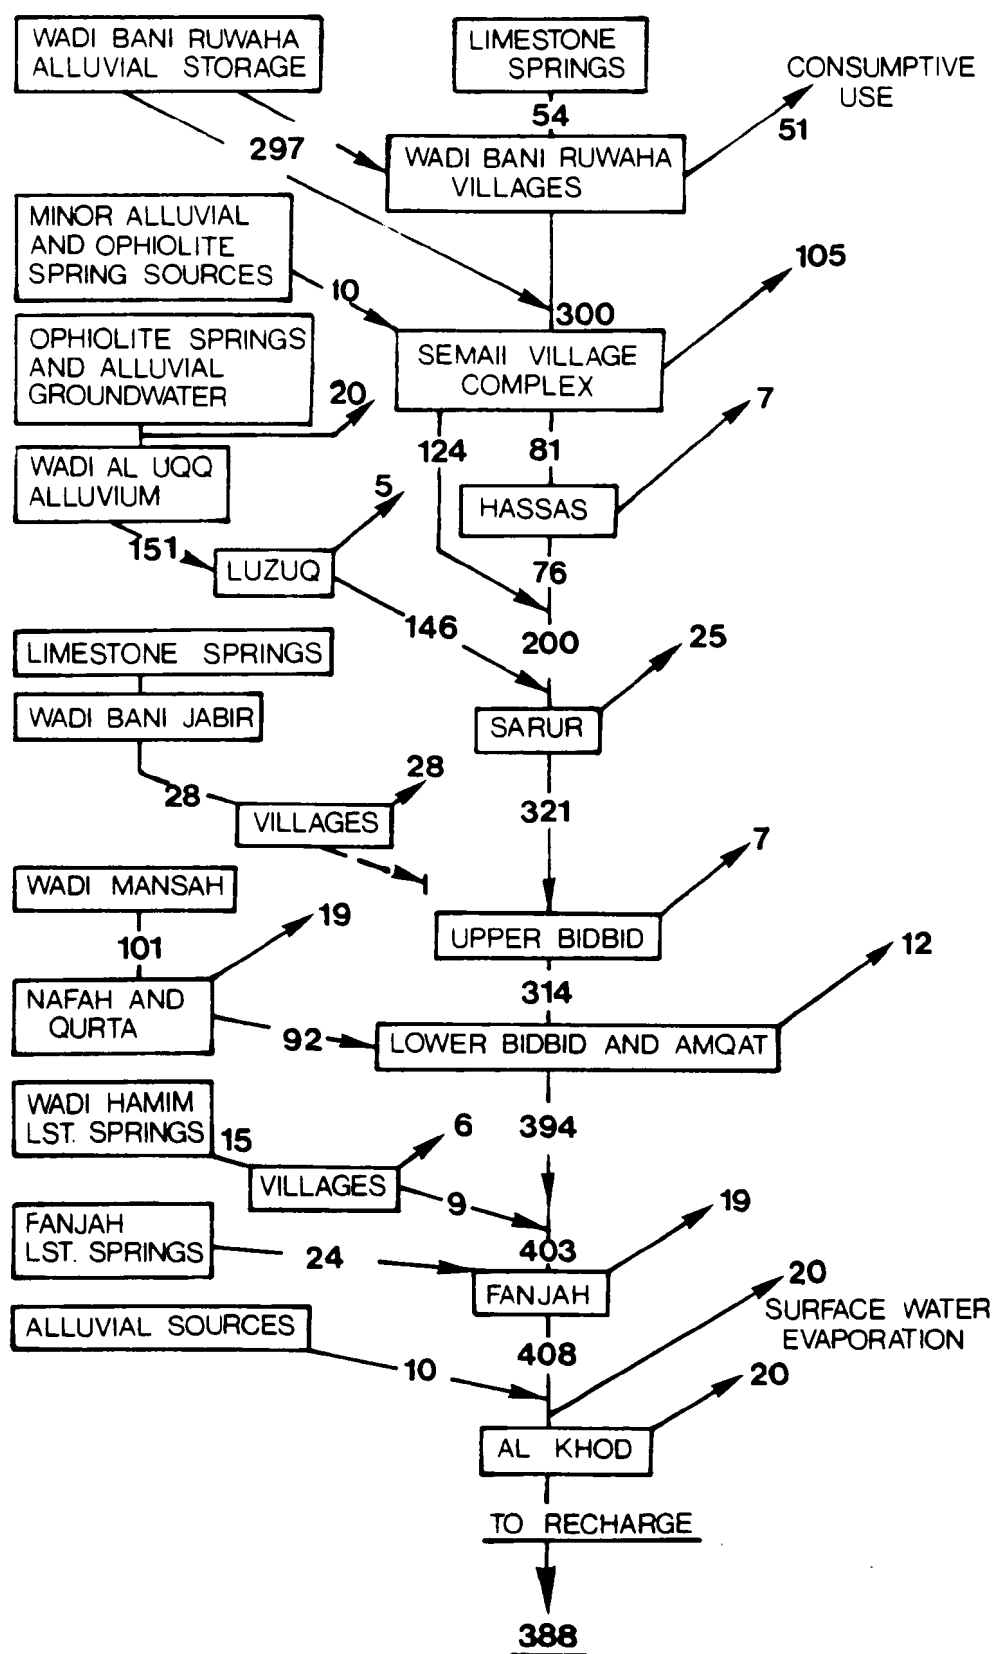 WADI BANI RUWAHA
ALLUVIAL STORAGE
LIMESTONE
SPRINGS
CONSUMPTIVE
USE
54
51
297
WADI BANI RUWAHA
VILLAGES
MINOR ALLUVIAL
AND OPHIOLITE
SPRING SOURCES
10
105
300
OPHIOLITE SPRINGS
AND ALLUVIAL
GROUNDWATER
SEMAII VILLAGE
COMPLEX
20
7
124
81
WADI AL UQQ
ALLUVIUM
5
HASSAS
151
LUZUQ
76
146
200
25
LIMESTONE SPRINGS
WADI BANI JABIR
SARUR
28
28
321
VILLAGES
7
WADI MANSAH
19
UPPER BIDBID
101
12
NAFAH AND
QURTA
314
92
LOWER BIDBID AND AMQAT
WADI HAMIM
LST. SPRINGS
15
6
394
VILLAGES
9
19
FANJAH
LST. SPRINGS
24
403
FANJAH
20
SURFACE WATER
EVAPORATION
ALLUVIAL SOURCES
408
10
20
AL KHOD
TO RECHARGE
388